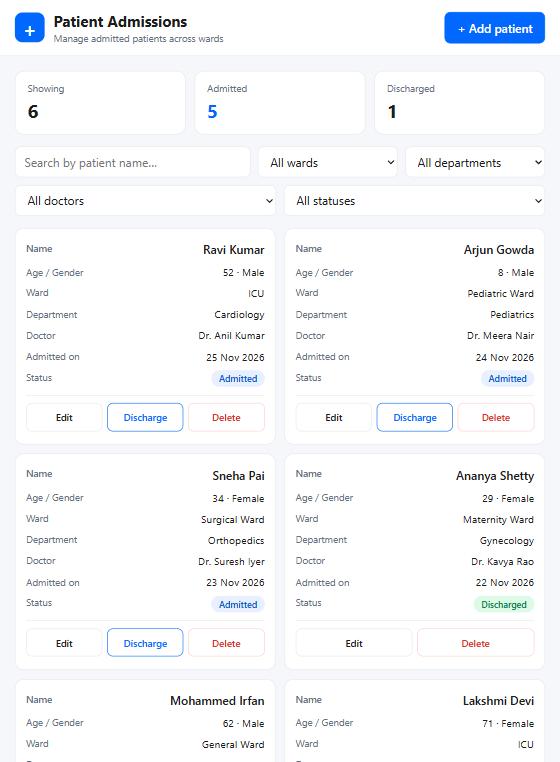 +
Patient Admissions
Manage admitted patients across wards
+ Add patient
Showing
6
Admitted
5
Discharged
1
Search by patient name...
All wards
All departments
All doctors
All statuses
Name Ravi Kumar
Age / Gender 52 · Male
Ward ICU
Department Cardiology
Doctor Dr. Anil Kumar
Admitted on 25 Nov 2026
Status Admitted
Edit Discharge Delete
Name Arjun Gowda
Age / Gender 8 · Male
Ward Pediatric Ward
Department Pediatrics
Doctor Dr. Meera Nair
Admitted on 24 Nov 2026
Status Admitted
Edit Discharge Delete
Name Sneha Pai
Age / Gender 34 · Female
Ward Surgical Ward
Department Orthopedics
Doctor Dr. Suresh Iyer
Admitted on 23 Nov 2026
Status Admitted
Edit Discharge Delete
Name Ananya Shetty
Age / Gender 29 · Female
Ward Maternity Ward
Department Gynecology
Doctor Dr. Kavya Rao
Admitted on 22 Nov 2026
Status Discharged
Edit Delete
Name Mohammed Irfan
Age / Gender 62 · Male
Ward General Ward
Name Lakshmi Devi
Age / Gender 71 · Female
Ward ICU